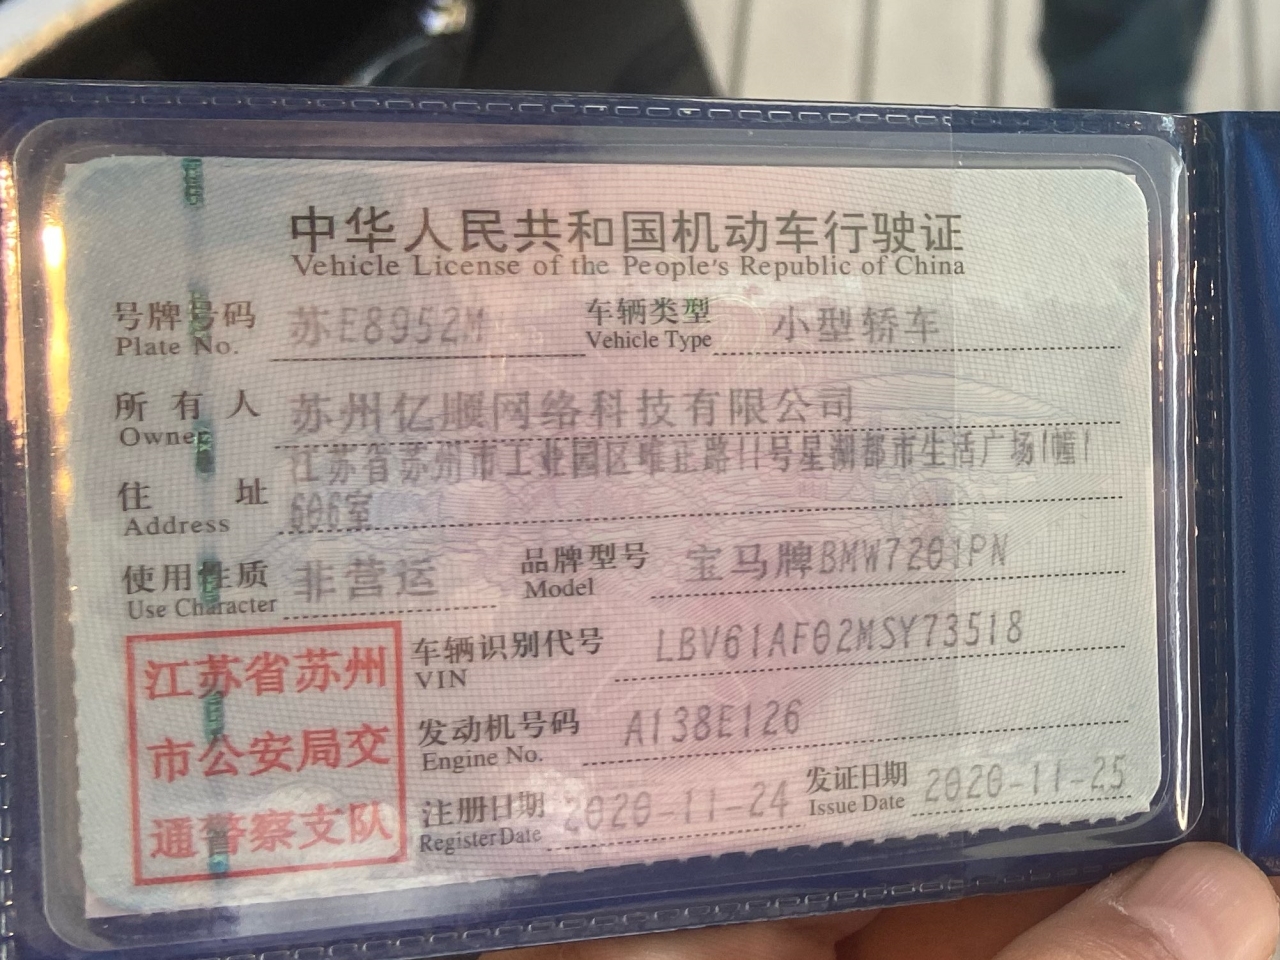 中华人民共和国机动车行驶证
Vehicle License of the People's Republic of China
号牌号码 苏E8952M 车辆类型 小型轿车
Plate No. Vehicle Type
所有人 苏州亿顺网络科技有限公司
Owner
江苏省苏州市工业园区唯正路11号星湖都市生活广场1幢1
住址 606室
Address
使用性质 非营运 品牌型号 宝马牌BMW7201PN
Use Character Model
车辆识别代号 LBV61AF02MSY73518
VIN
发动机号码 A138E126
Engine No.
注册日期 2020-11-24 发证日期 2020-11-25
Register Date Issue Date
江苏省苏州
市公安局交
通警察支队